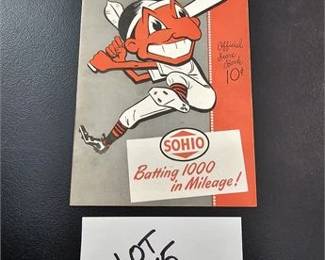 Official
Score
Book
10¢
SOHIO
Batting 1000
in Mileage!
LOT